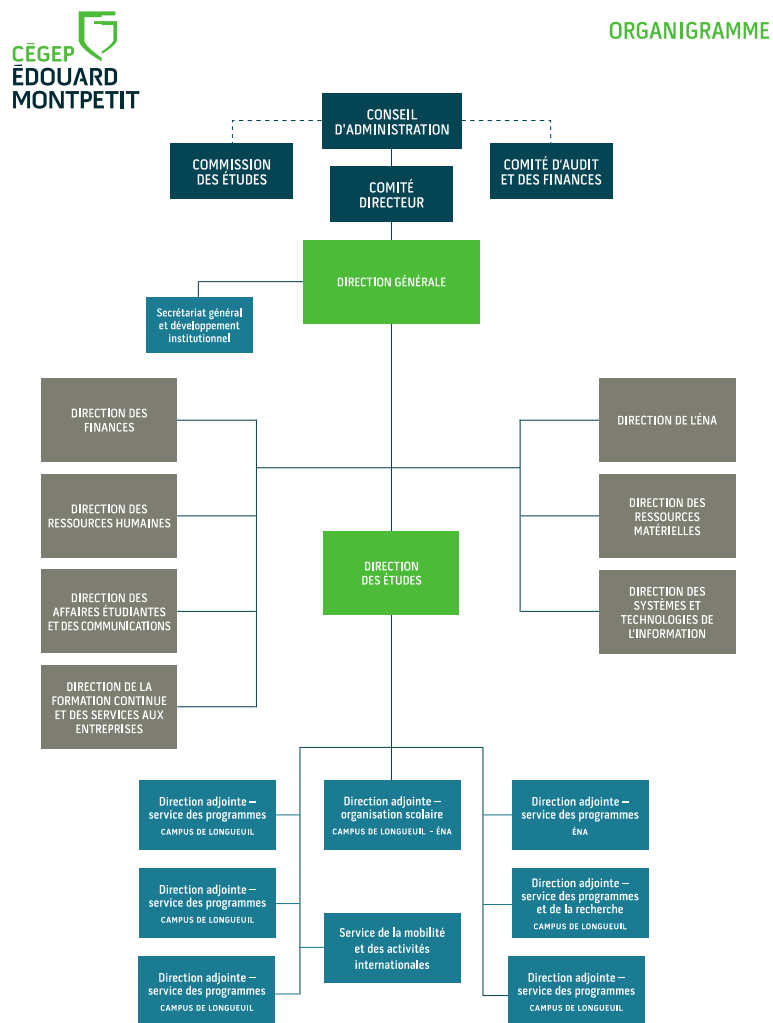 CÉGEP
ÉDOUARD
MONTPETIT
ORGANIGRAMME
CONSEIL
D'ADMINISTRATION
COMMISSION
DES ÉTUDES
COMITÉ D'AUDIT
ET DES FINANCES
COMITÉ
DIRECTEUR
DIRECTION GÉNÉRALE
Secrétariat général
et développement
institutionnel
DIRECTION DES
FINANCES
DIRECTION DE L'ÉNA
DIRECTION DES
RESSOURCES HUMAINES
DIRECTION DES
RESSOURCES
MATÉRIELLES
DIRECTION
DES ÉTUDES
DIRECTION DES
AFFAIRES ÉTUDIANTES
ET DES COMMUNICATIONS
DIRECTION DES
SYSTÈMES ET
TECHNOLOGIES DE
L'INFORMATION
DIRECTION DE LA
FORMATION CONTINUE
ET DES SERVICES AUX
ENTREPRISES
Direction adjointe –
service des programmes
CAMPUS DE LONGUEUIL
Direction adjointe –
organisation scolaire
CAMPUS DE LONGUEUIL - ÉNA
Direction adjointe –
service des programmes
ÉNA
Direction adjointe –
service des programmes
CAMPUS DE LONGUEUIL
Direction adjointe –
service des programmes
et de la recherche
CAMPUS DE LONGUEUIL
Service de la mobilité
et des activités
internationales
Direction adjointe –
service des programmes
CAMPUS DE LONGUEUIL
Direction adjointe –
service des programmes
CAMPUS DE LONGUEUIL